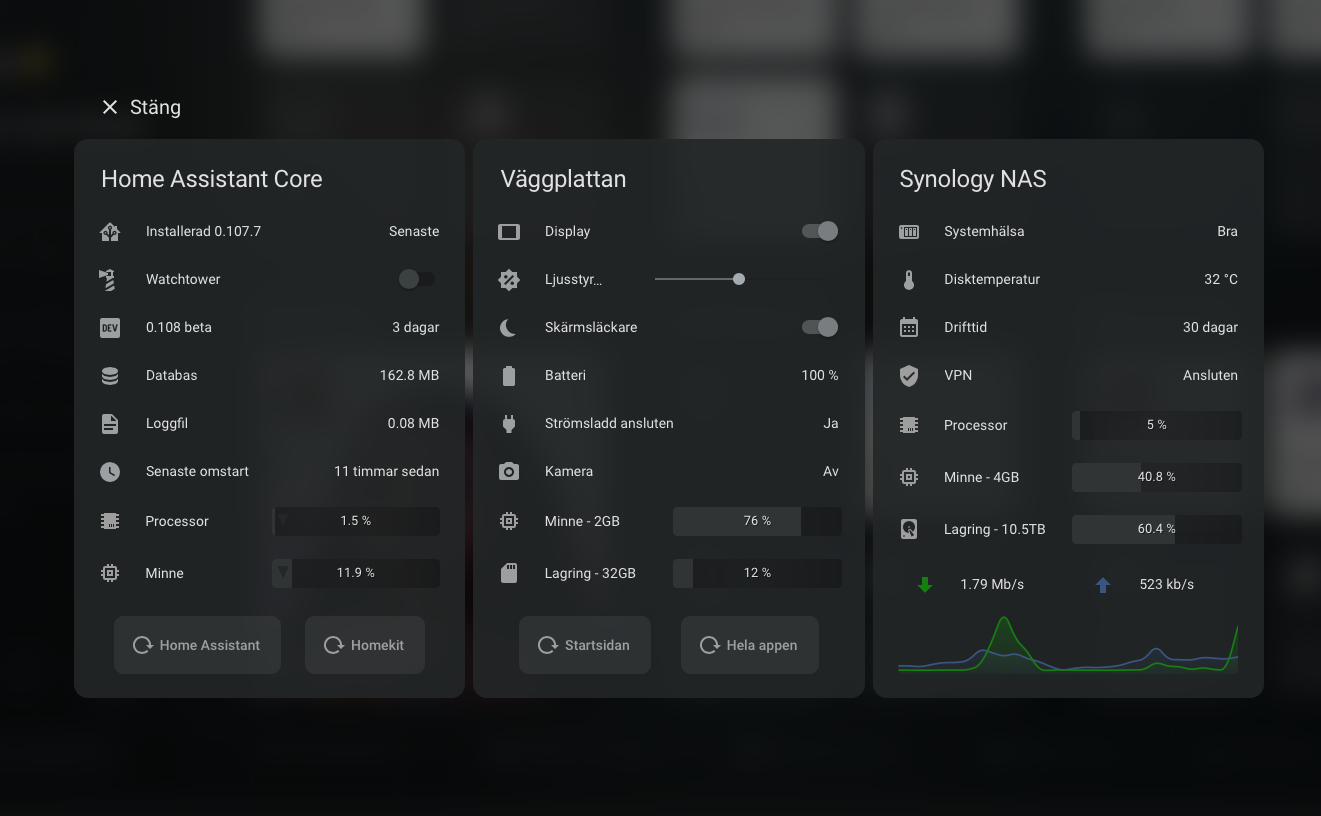 Stäng
Home Assistant Core
Installerad 0.107.7 Senaste
Watchtower
DEV 0.108 beta 3 dagar
Databas 162.8 MB
Loggfil 0.08 MB
Senaste omstart 11 timmar sedan
Processor 1.5 %
Minne 11.9 %
Home Assistant Homekit
Väggplattan
Display
Ljusstyr...
Skärmsläckare
Batteri 100 %
Strömsladd ansluten Ja
Kamera Av
Minne - 2GB 76 %
Lagring - 32GB 12 %
Startsidan Hela appen
Synology NAS
Systemhälsa Bra
Disktemperatur 32 °C
Drifttid 30 dagar
VPN Ansluten
Processor 5 %
Minne - 4GB 40.8 %
Lagring - 10.5TB 60.4 %
1.79 Mb/s 523 kb/s